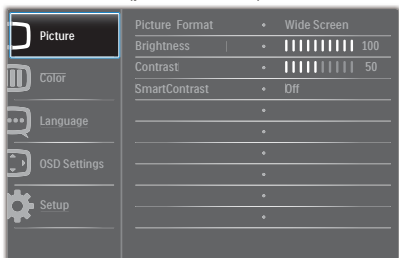 Picture
Color
Language
OSD Settings
Setup
Picture Format • Wide Screen
Brightness • 100
Contrast • 50
SmartContrast • Off